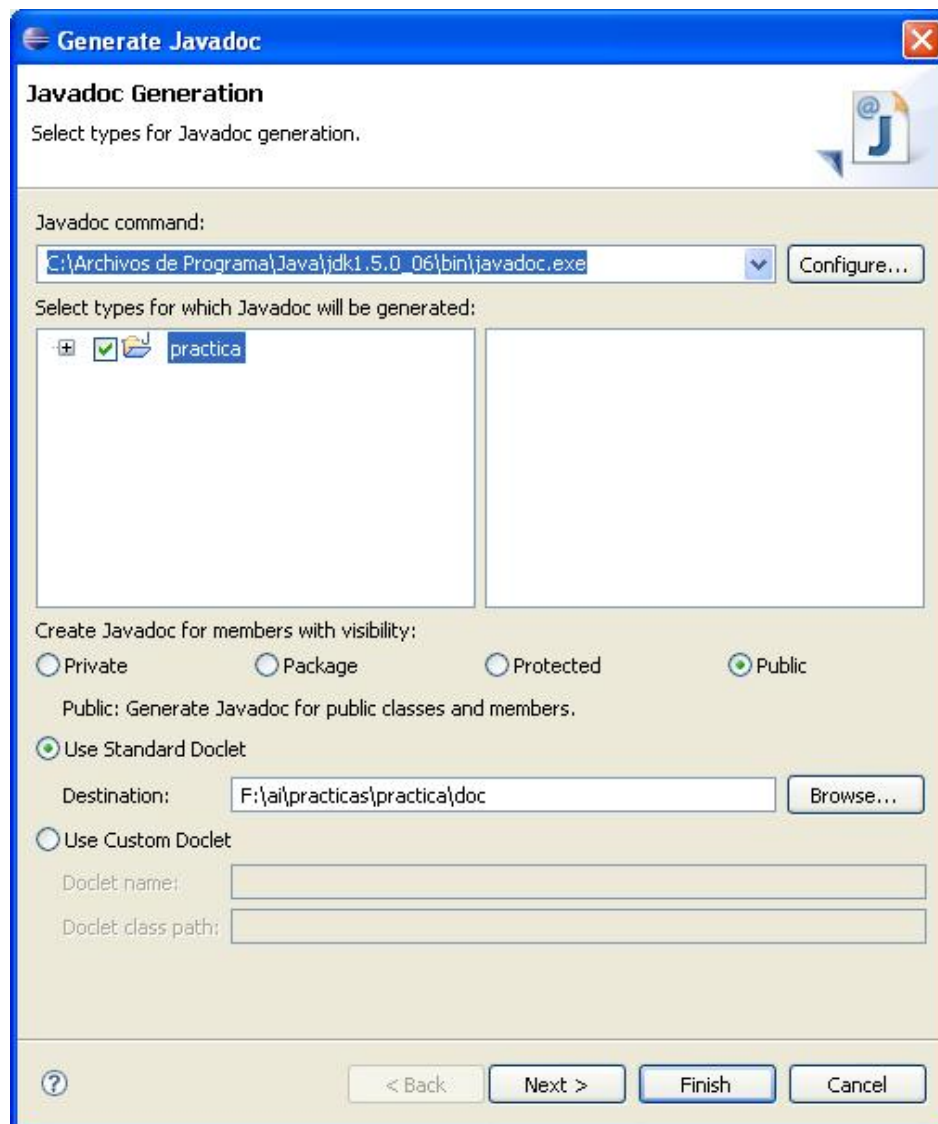 Generate Javadoc
Javadoc Generation
Select types for Javadoc generation.
@J
Javadoc command:
C:\Archivos de Programa\Java\jdk1.5.0_06\bin\javadoc.exe
Configure...
Select types for which Javadoc will be generated:
practica
Create Javadoc for members with visibility:
Private Package Protected Public
Public: Generate Javadoc for public classes and members.
Use Standard Doclet
Destination: F:\ai\practicas\practica\doc Browse...
Use Custom Doclet
Doclet name:
Doclet class path:
? < Back Next > Finish Cancel